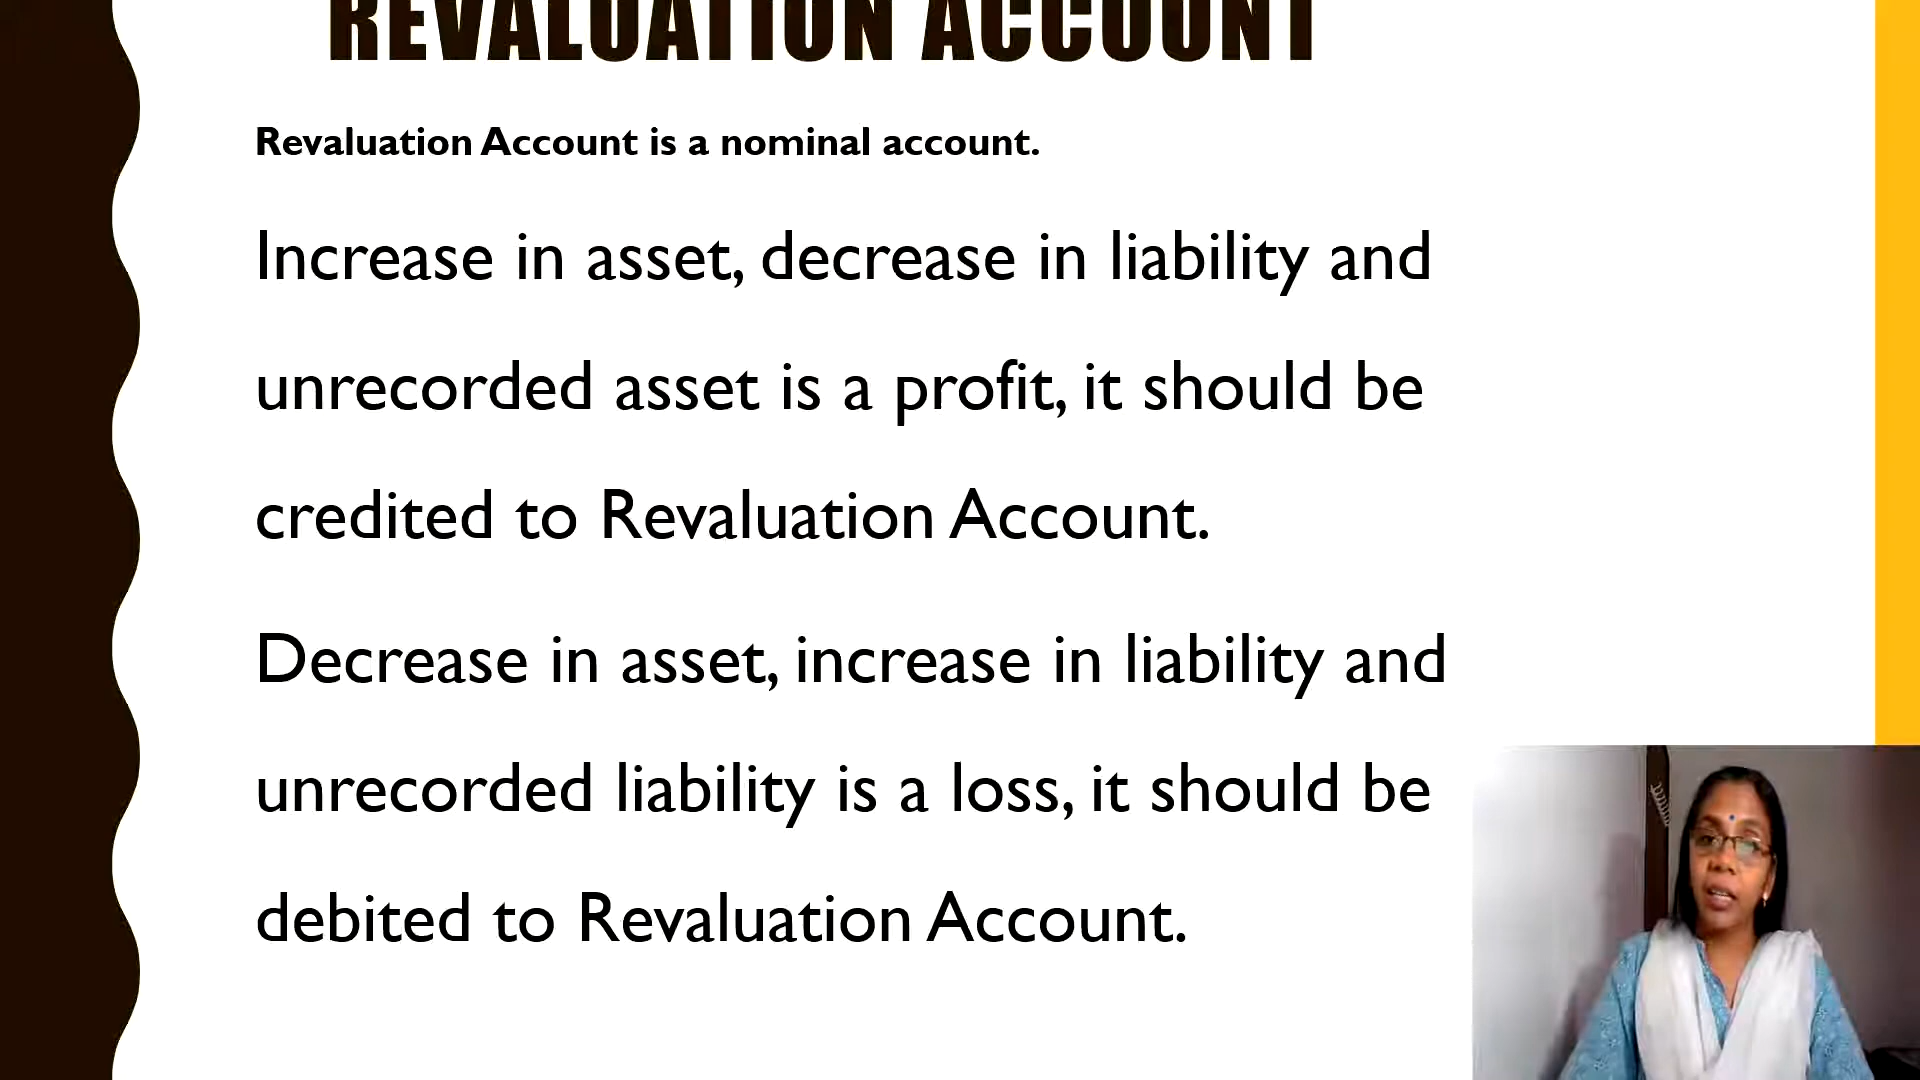 REVALUATION ACCOUNT
Revaluation Account is a nominal account.
Increase in asset, decrease in liability and
unrecorded asset is a profit, it should be
credited to Revaluation Account.
Decrease in asset, increase in liability and
unrecorded liability is a loss, it should be
debited to Revaluation Account.